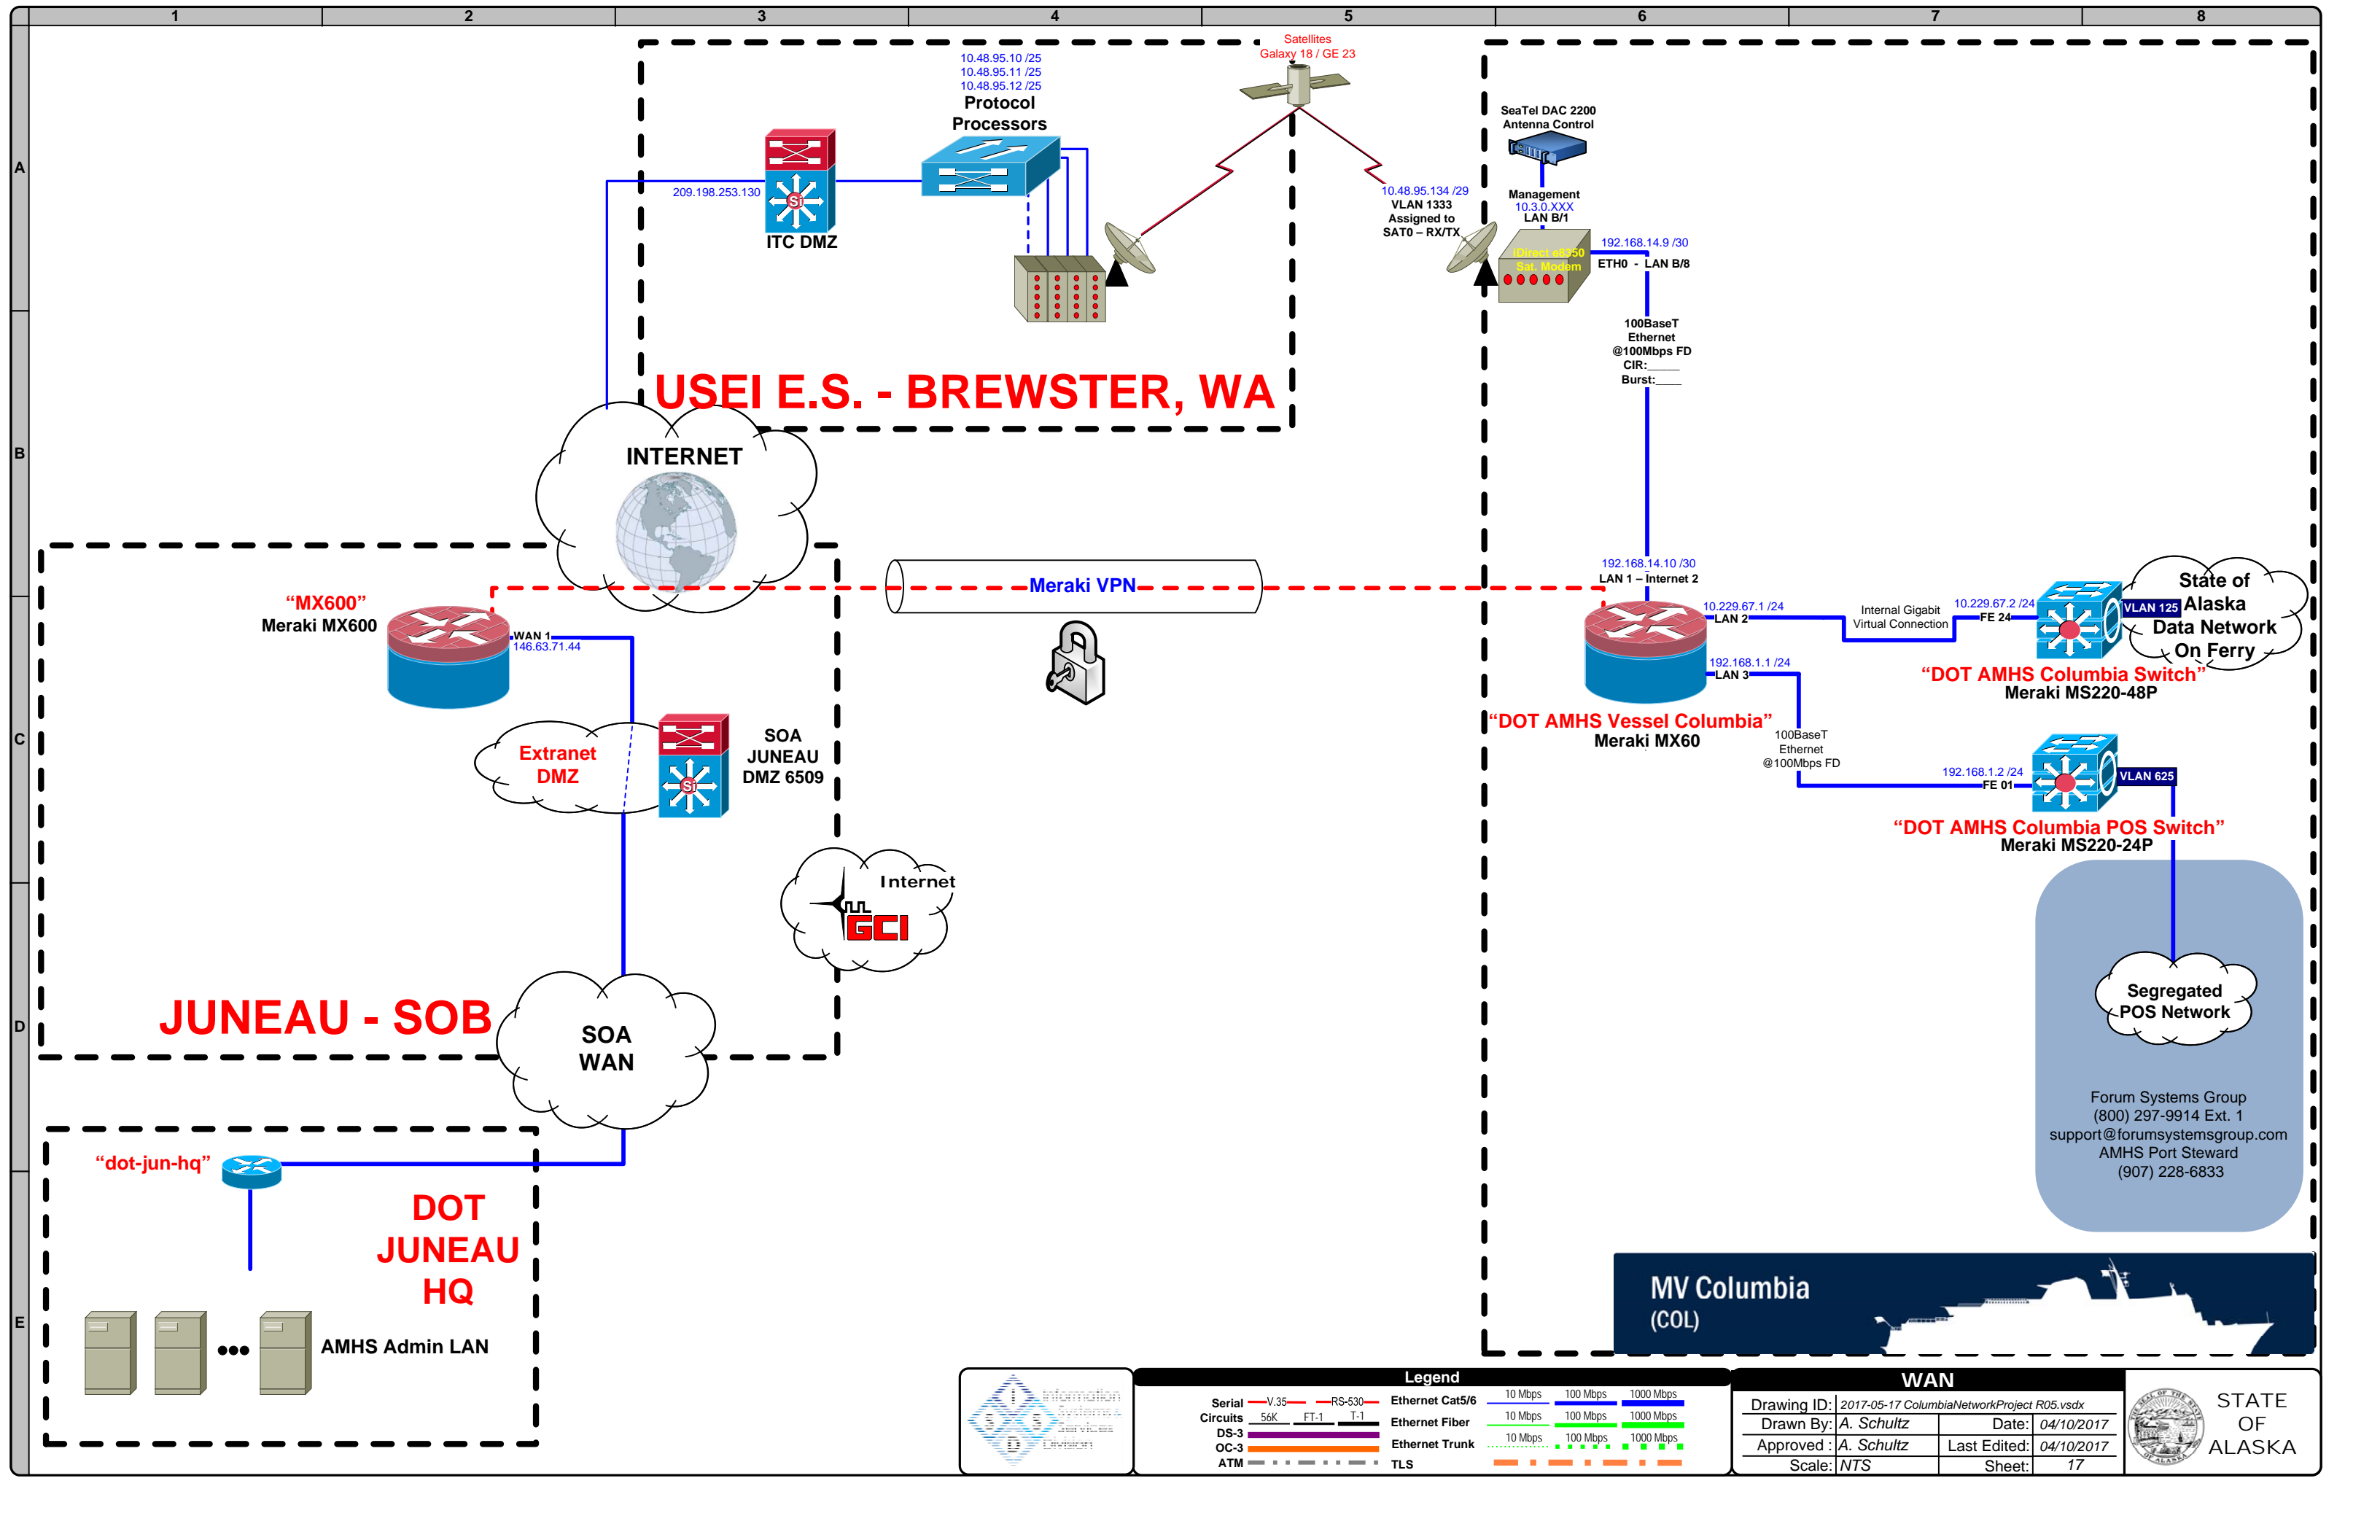 1 2 3 4 5 6 7 8
A
B
C
D
E
Satellites
Galaxy 18 / GE 23
10.48.95.10 /25
10.48.95.11 /25
10.48.95.12 /25
Protocol
Processors
209.198.253.130
Si
ITC DMZ
10.48.95.134 /29
VLAN 1333
Assigned to
SAT0 – RX/TX
SeaTel DAC 2200
Antenna Control
Management
10.3.0.XXX
LAN B/1
iDirect e8350
Sat. Modem
192.168.14.9 /30
ETH0 - LAN B/8
100BaseT
Ethernet
@100Mbps FD
CIR:_____
Burst:____
USEI E.S. - BREWSTER, WA
INTERNET
Meraki VPN
“MX600”
Meraki MX600
WAN 1
146.63.71.44
Extranet
DMZ
Si
SOA
JUNEAU
DMZ 6509
Internet
GCI
JUNEAU - SOB
SOA
WAN
192.168.14.10 /30
LAN 1 – Internet 2
10.229.67.1 /24
LAN 2
Internal Gigabit
Virtual Connection
10.229.67.2 /24
FE 24
VLAN 125
State of
Alaska
Data Network
On Ferry
“DOT AMHS Columbia Switch”
Meraki MS220-48P
192.168.1.1 /24
LAN 3
“DOT AMHS Vessel Columbia”
Meraki MX60
100BaseT
Ethernet
@100Mbps FD
192.168.1.2 /24
FE 01
VLAN 625
“DOT AMHS Columbia POS Switch”
Meraki MS220-24P
Segregated
POS Network
Forum Systems Group
(800) 297-9914 Ext. 1
support@forumsystemsgroup.com
AMHS Port Steward
(907) 228-6833
“dot-jun-hq”
DOT
JUNEAU
HQ
AMHS Admin LAN
MV Columbia
(COL)
Information
Systems
Services
Division
Legend
Serial V.35 RS-530
Circuits 56K FT-1 T-1
DS-3
OC-3
ATM
Ethernet Cat5/6 10 Mbps 100 Mbps 1000 Mbps
Ethernet Fiber 10 Mbps 100 Mbps 1000 Mbps
Ethernet Trunk 10 Mbps 100 Mbps 1000 Mbps
TLS
WAN
Drawing ID: 2017-05-17 ColumbiaNetworkProject R05.vsdx
Drawn By: A. Schultz Date: 04/10/2017
Approved : A. Schultz Last Edited: 04/10/2017
Scale: NTS Sheet: 17
STATE
OF
ALASKA